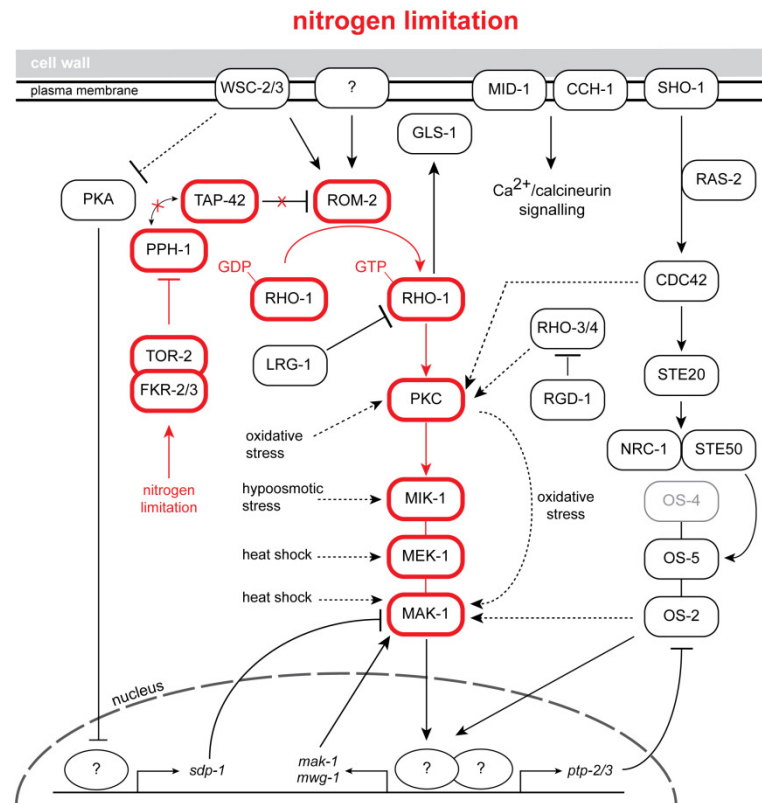 nitrogen limitation
cell wall
plasma membrane
WSC-2/3
?
MID-1
CCH-1
SHO-1
GLS-1
RAS-2
PKA
TAP-42
ROM-2
Ca2+/calcineurin
signalling
PPH-1
GDP
GTP
RHO-1
RHO-1
CDC42
RHO-3/4
TOR-2
LRG-1
FKR-2/3
PKC
RGD-1
STE20
oxidative
stress
NRC-1
STE50
nitrogen
limitation
hypoosmotic
stress
MIK-1
oxidative
stress
OS-4
heat shock
MEK-1
OS-5
heat shock
MAK-1
OS-2
nucleus
?
sdp-1
mak-1
mwg-1
?
?
ptp-2/3